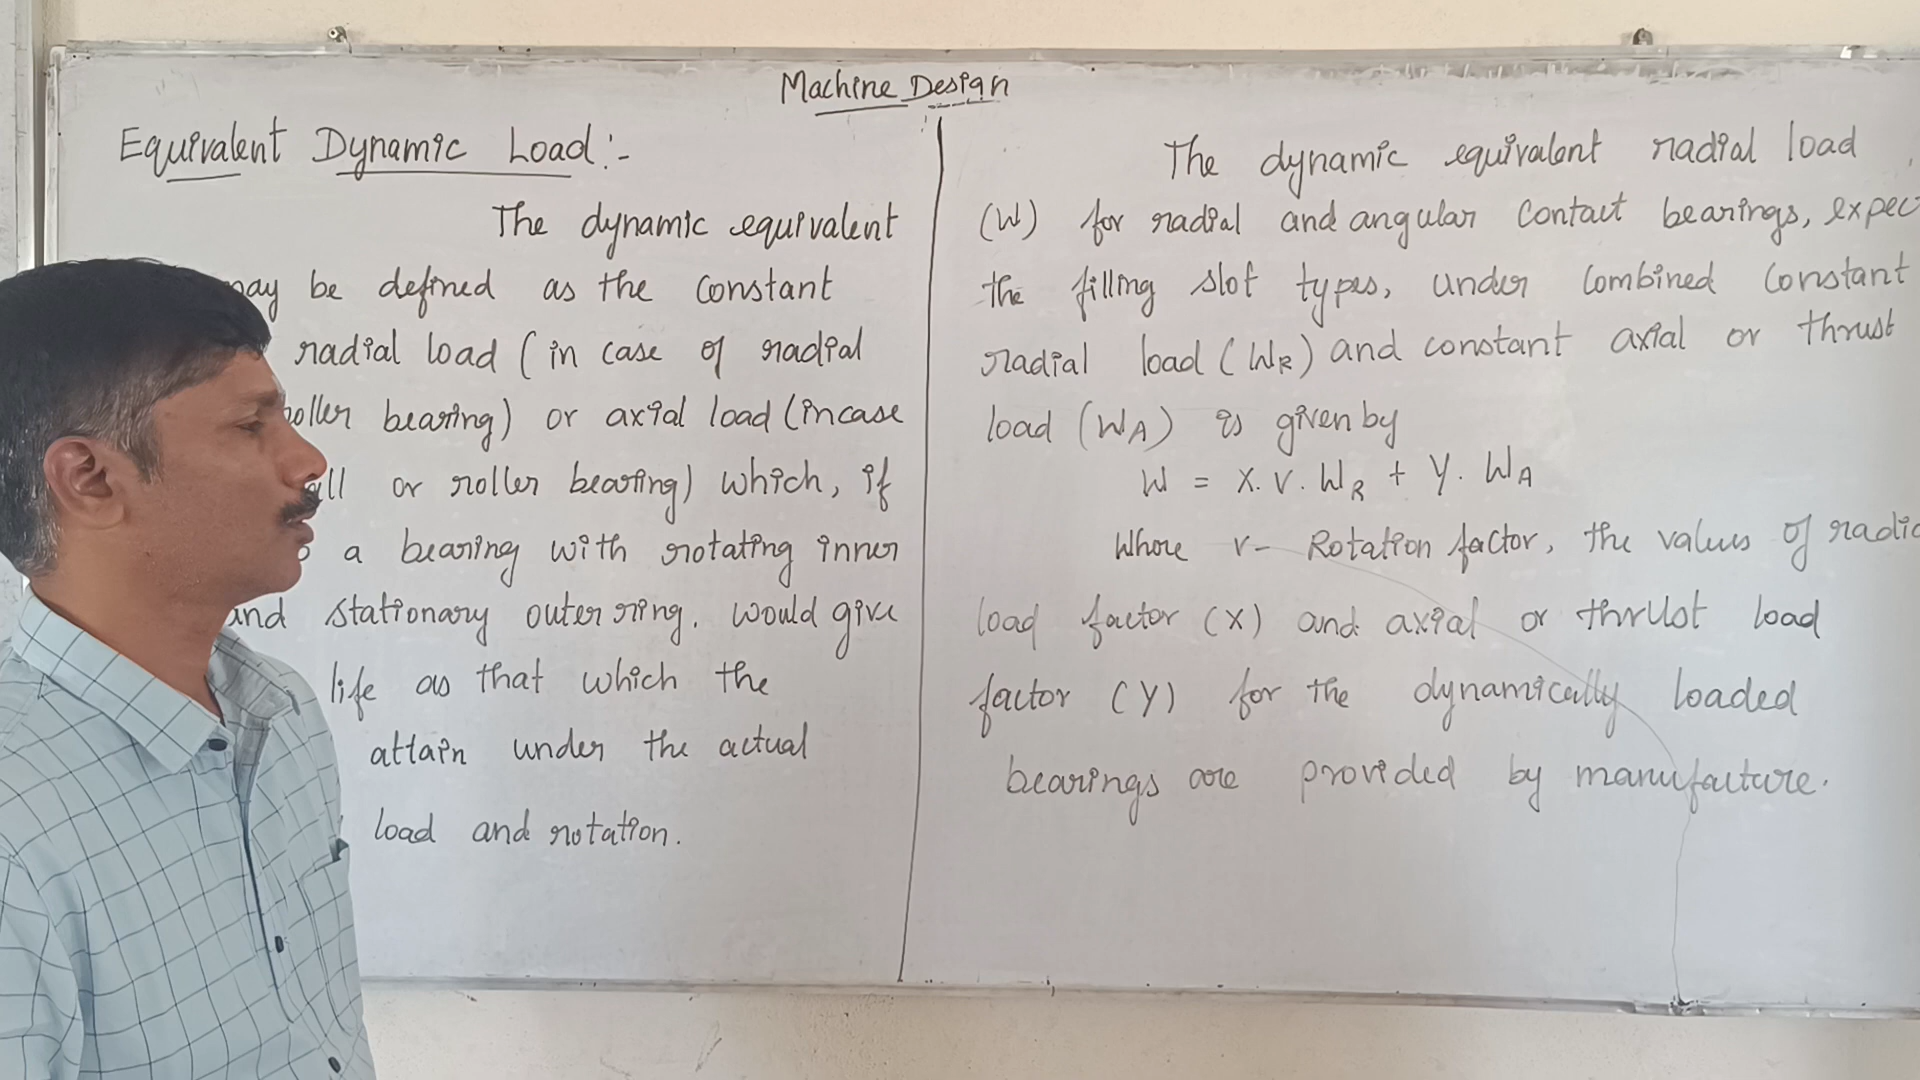 Machine Design
Equivalent Dynamic Load :-
The dynamic equivalent
may be defined as the constant
radial load (in case of radial
roller bearing) or axial load (incase
or roller bearing) which, if
a bearing with rotating inner
and stationary outer ring. would give
life as that which the
attain under the actual
load and rotation.
The dynamic equivalent radial load
(W) for radial and angular contact bearings, expect
the filling slot types, under combined constant
radial load (WR) and constant axial or thrust
load (WA) is given by
W = X. V. WR + Y. WA
Where V- Rotation factor, the values of radial
load factor (X) and axial or thrust load
factor (Y) for the dynamically loaded
bearings are provided by manufacture.